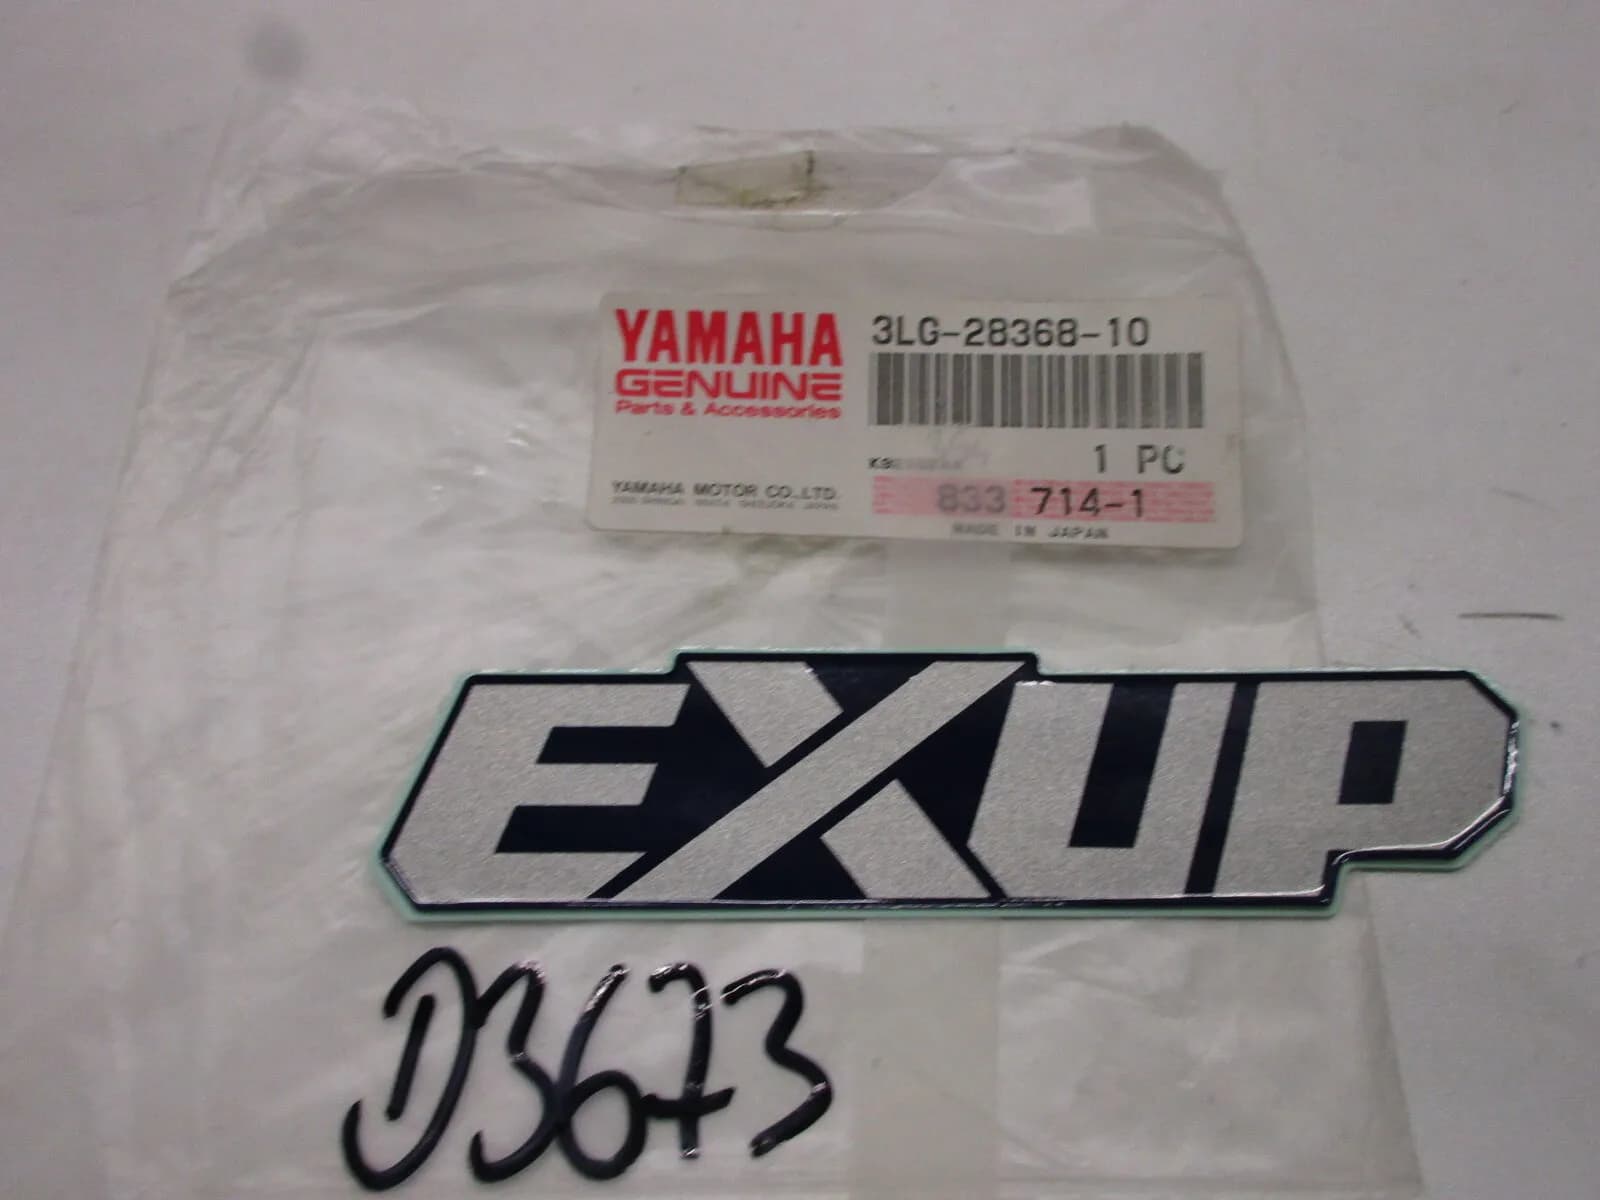 YAMAHA
GENUINE
Parts & Accessories
YAMAHA MOTOR CO.,LTD.
3LG-28368-10
1 PC
833 714-1
MADE IN JAPAN
EXUP
D3673